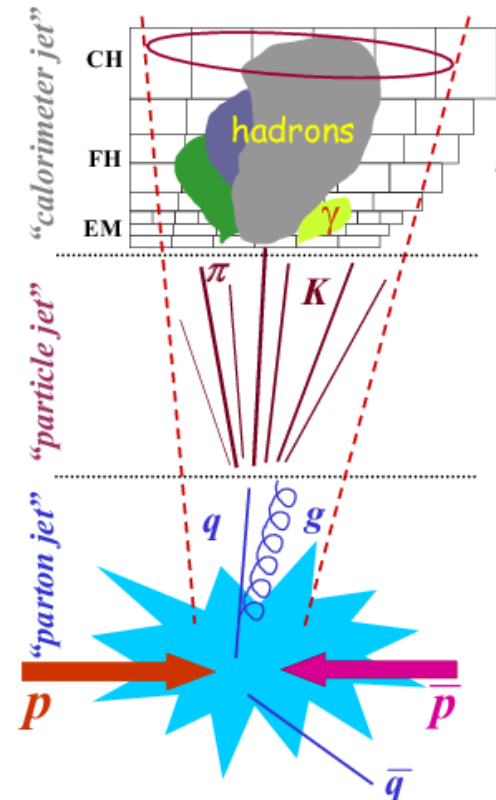 “calorimeter jet”
CH
hadrons
FH
γ
EM
“particle jet”
π
K
“parton jet”
q
g
p
p̅
q̅